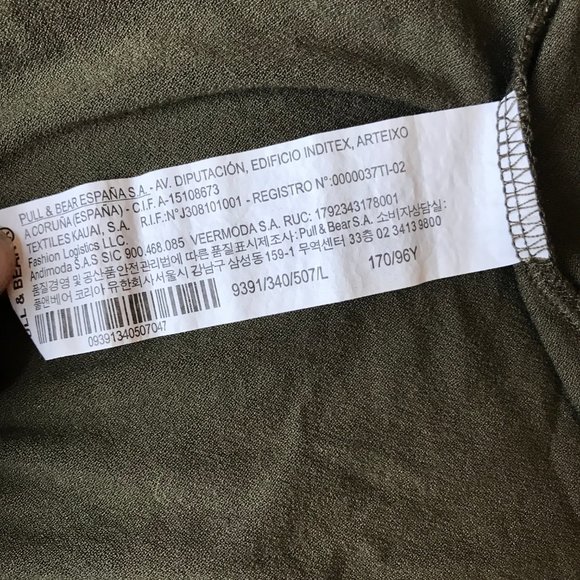 PULL & BEAR
PULL & BEAR ESPAÑA S.A. - AV. DIPUTACIÓN, EDIFICIO INDITEX, ARTEIXO
A CORUÑA (ESPAÑA) - C.I.F. A-15108673
TEXTILES KAUAI, S.A. R.I.F.: N° J308101001 - REGISTRO N°:0000037TI-02
Fashion Logistics LLC.
Andimoda S.A.S SIC 900.468.085 VEERMODA S.A. RUC: 1792343178001
품질경영 및 공산품안전관리법에 따른 품질표시제조사: Pull & Bear S.A. 소비자상담실:
풀앤베어 코리아 유한회사서울시 강남구 삼성동 159-1 무역센터 33층 02 3413 9800
9391/340/507/L 170/96Y
09391340507047